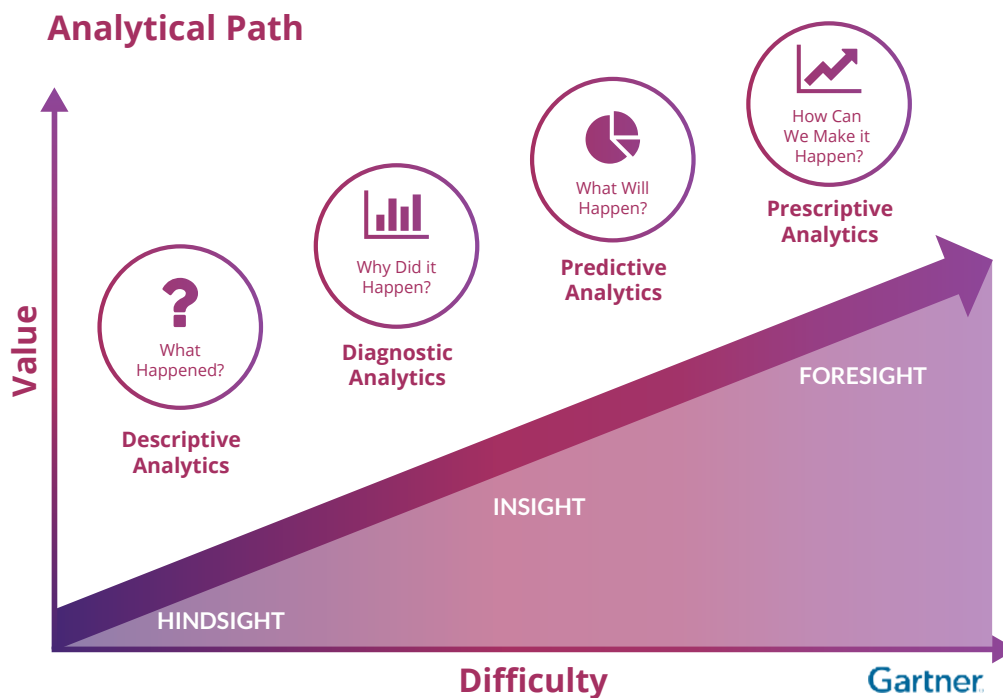 Analytical Path
How Can
We Make it
Happen?
Prescriptive
Analytics
What Will
Happen?
Predictive
Analytics
Why Did it
Happen?
Diagnostic
Analytics
?
What
Happened?
Descriptive
Analytics
Value
HINDSIGHT
INSIGHT
FORESIGHT
Difficulty
Gartner